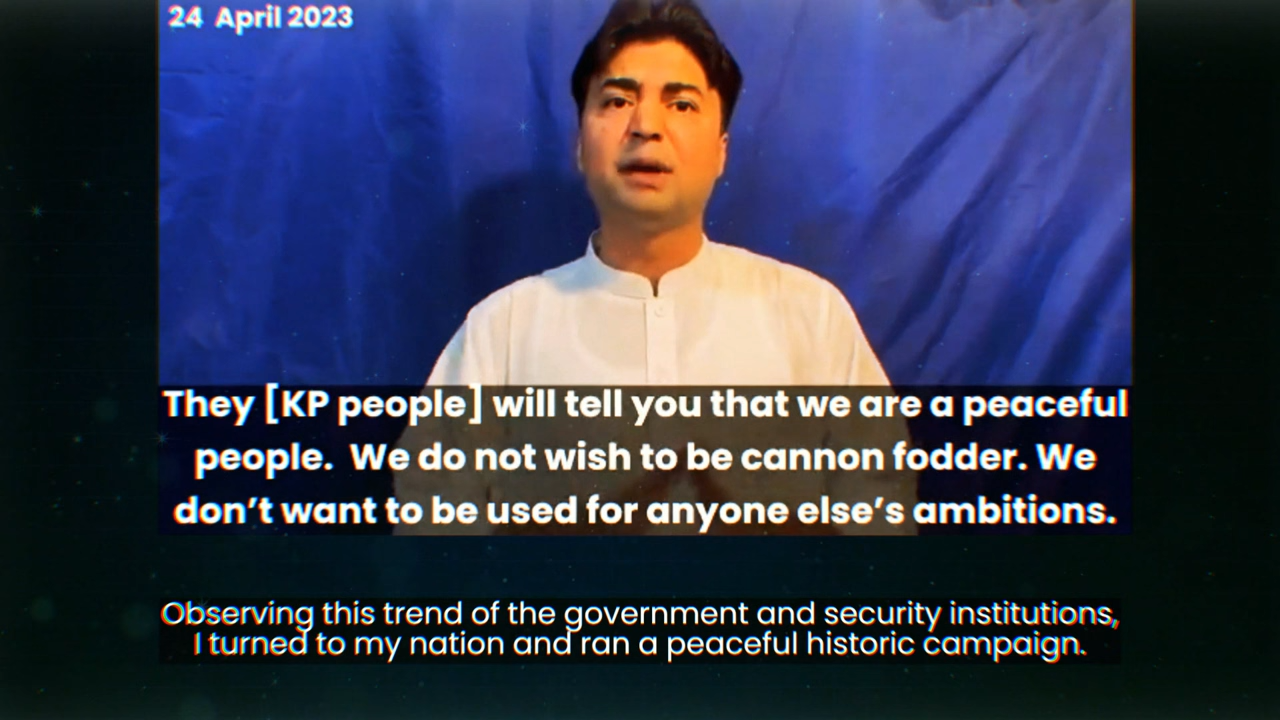 24 April 2023
They [KP people] will tell you that we are a peaceful
people. We do not wish to be cannon fodder. We
don't want to be used for anyone else's ambitions.
Observing this trend of the government and security institutions,
I turned to my nation and ran a peaceful historic campaign.